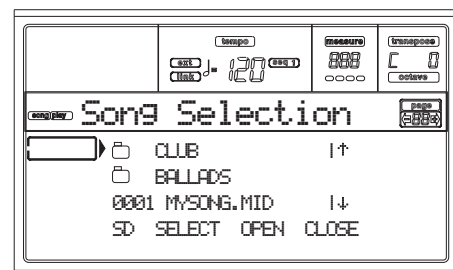 tempo measure transpose
ext link = 120 seq 1 888 C 0
octave
song play Song Selection page
CLUB
BALLADS
0001 MYSONG.MID
SD SELECT OPEN CLOSE